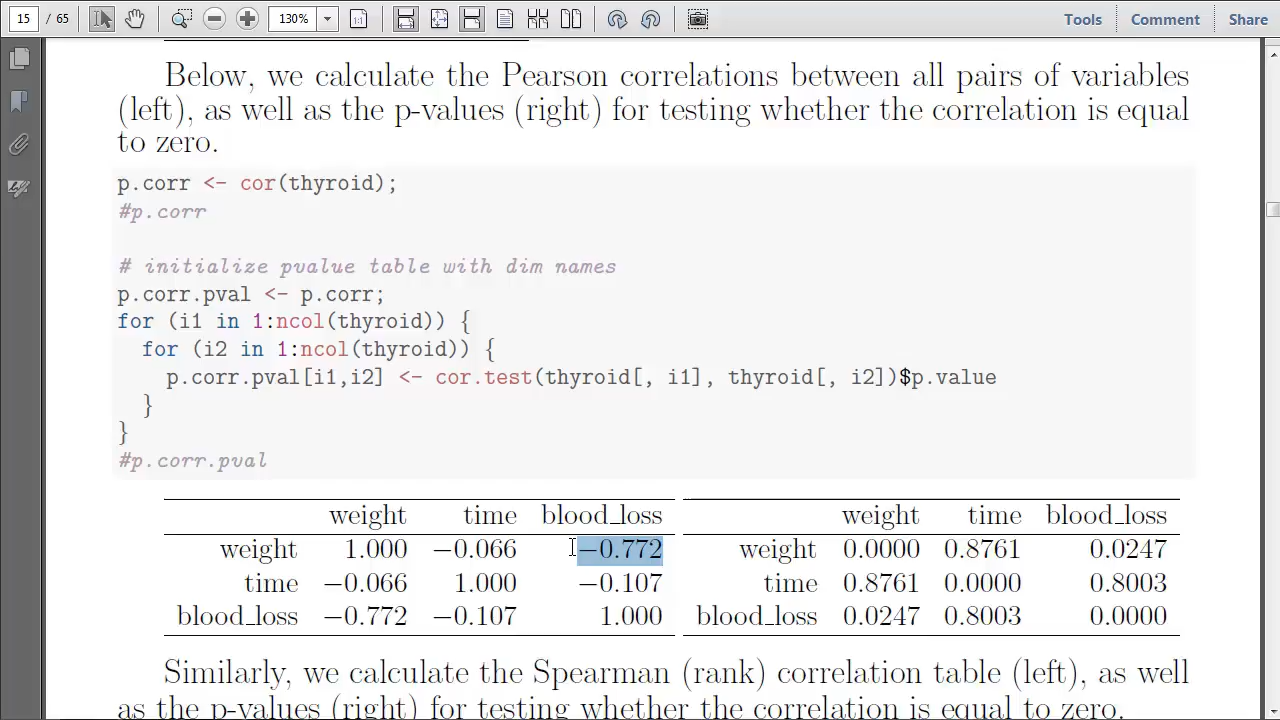 15 / 65 130% Tools Comment Share
Below, we calculate the Pearson correlations between all pairs of variables
(left), as well as the p-values (right) for testing whether the correlation is equal
to zero.
p.corr <- cor(thyroid);
#p.corr
# initialize pvalue table with dim names
p.corr.pval <- p.corr;
for (i1 in 1:ncol(thyroid)) {
for (i2 in 1:ncol(thyroid)) {
p.corr.pval[i1,i2] <- cor.test(thyroid[, i1], thyroid[, i2])$p.value
}
}
#p.corr.pval
weight time blood_loss weight time blood_loss
weight 1.000 −0.066 −0.772 weight 0.0000 0.8761 0.0247
time −0.066 1.000 −0.107 time 0.8761 0.0000 0.8003
blood_loss −0.772 −0.107 1.000 blood_loss 0.0247 0.8003 0.0000
Similarly, we calculate the Spearman (rank) correlation table (left), as well
as the p-values (right) for testing whether the correlation is equal to zero.